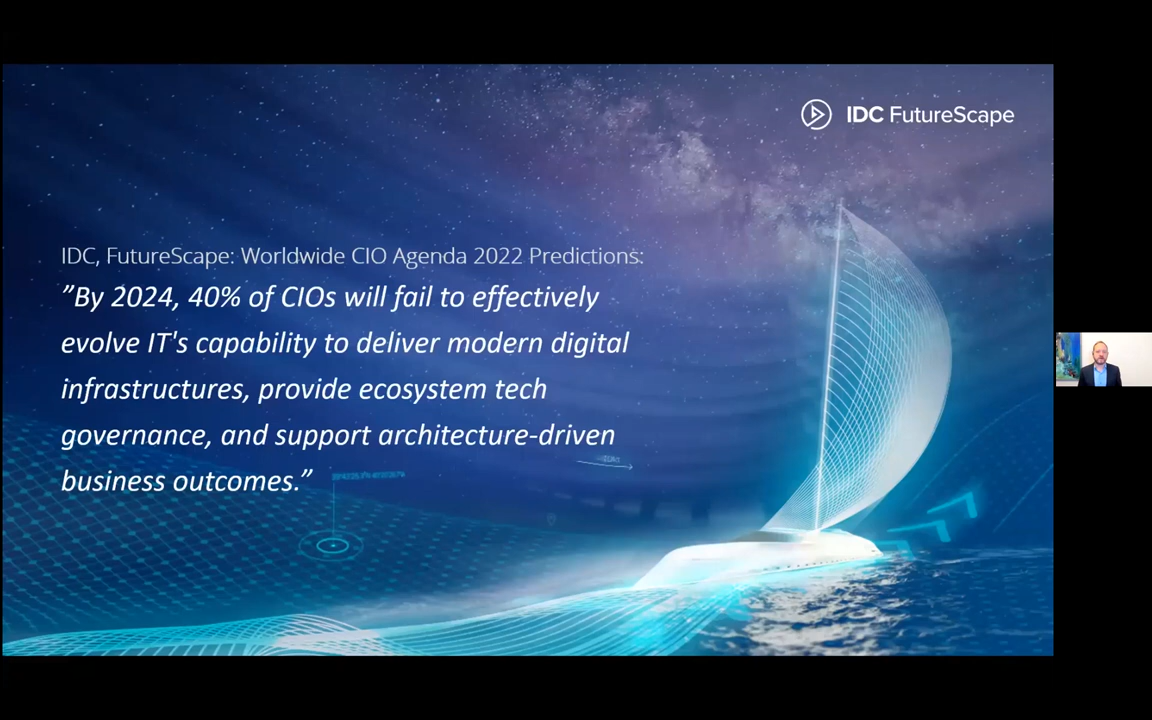 IDC FutureScape
IDC, FutureScape: Worldwide CIO Agenda 2022 Predictions:
”By 2024, 40% of CIOs will fail to effectively
evolve IT's capability to deliver modern digital
infrastructures, provide ecosystem tech
governance, and support architecture-driven
business outcomes.”